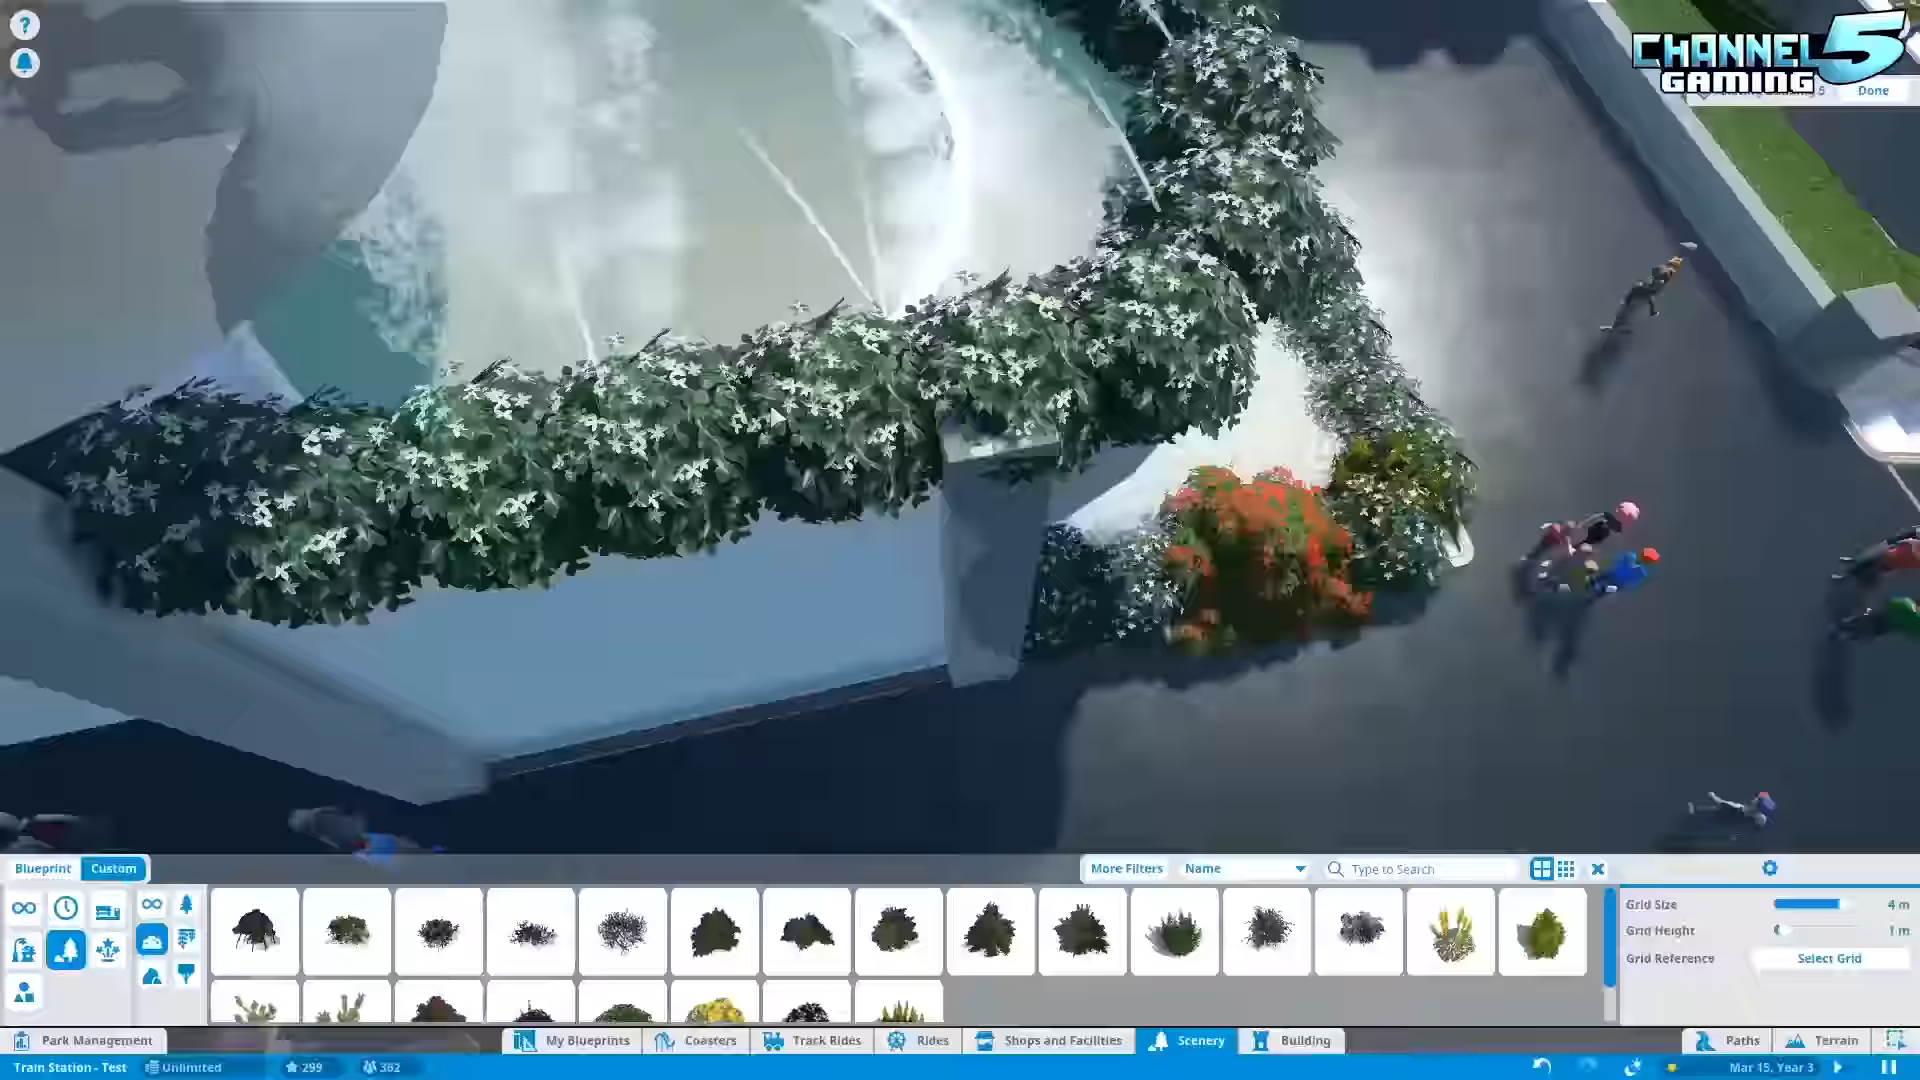 ?
CHANNEL 5
GAMING
Done
Blueprint
Custom
More Filters
Name
Type to Search
Grid Size
4 m
Grid Height
1 m
Grid Reference
Select Grid
Park Management
My Blueprints
Coasters
Track Rides
Rides
Shops and Facilities
Scenery
Building
Paths
Terrain
Train Station - Test
Unlimited
299
382
Mar 15, Year 3